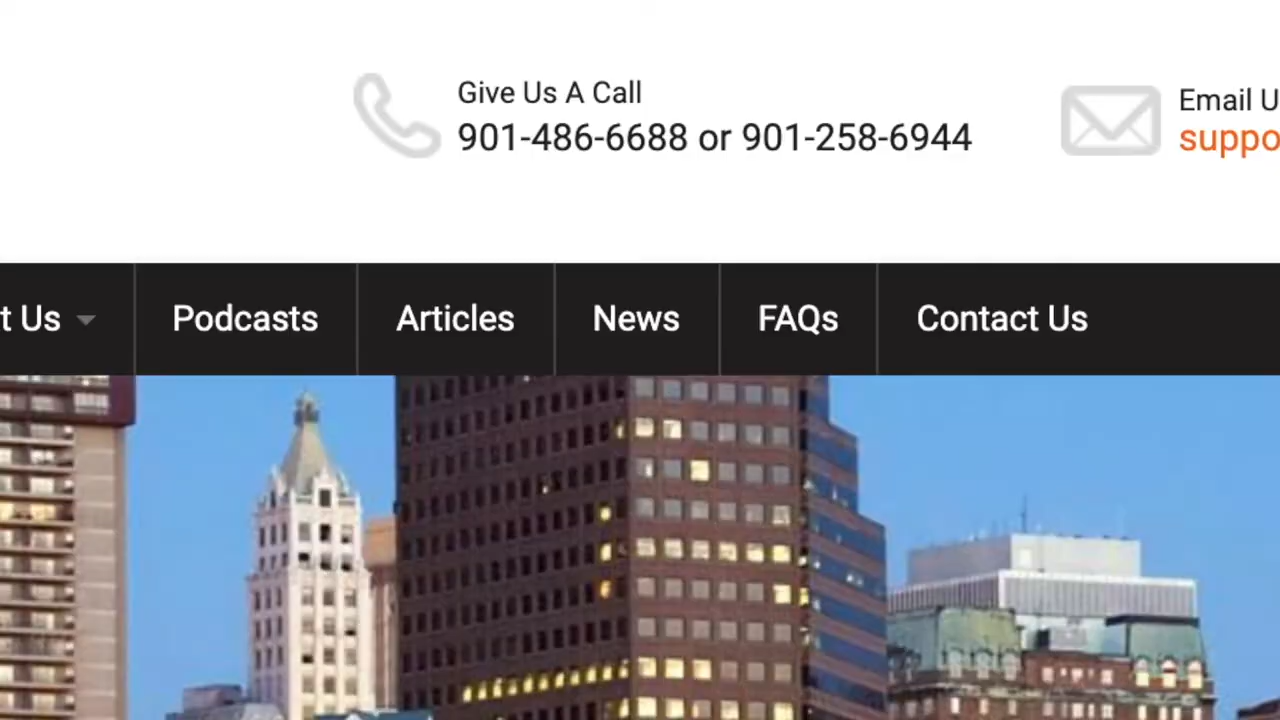 Give Us A Call
901-486-6688 or 901-258-6944
Email U
suppo
t Us
Podcasts
Articles
News
FAQs
Contact Us